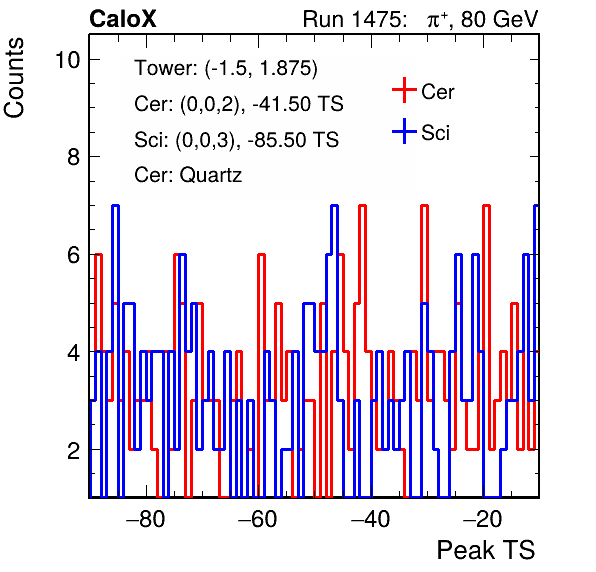 CaloX Run 1475: π⁺, 80 GeV
Counts
Tower: (-1.5, 1.875)
Cer: (0,0,2), -41.50 TS
Sci: (0,0,3), -85.50 TS
Cer: Quartz
Cer
Sci
10
8
6
4
2
−80 −60 −40 −20
Peak TS